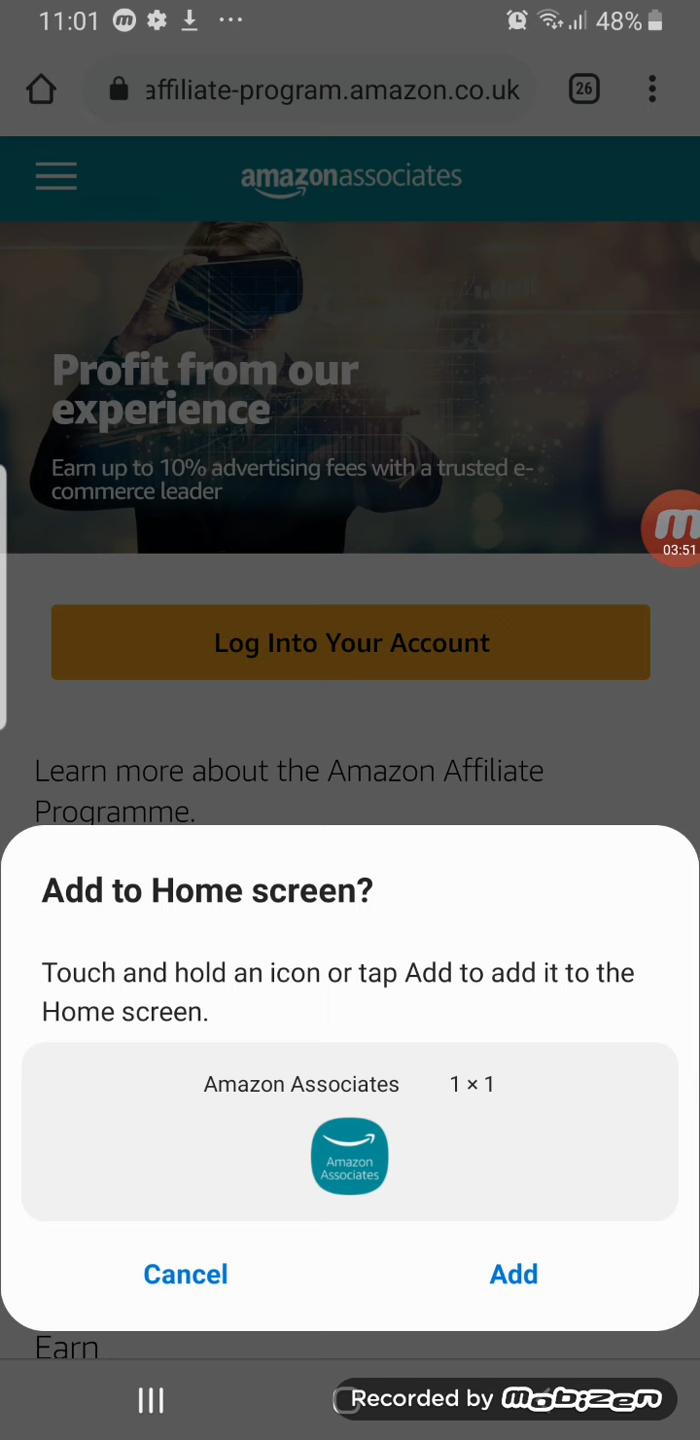 11:01
48%
affiliate-program.amazon.co.uk
26
amazonassociates
Profit from our
experience
Earn up to 10% advertising fees with a trusted e-
commerce leader
m
03:51
Log Into Your Account
Learn more about the Amazon Affiliate
Programme.
Add to Home screen?
Touch and hold an icon or tap Add to add it to the
Home screen.
Amazon Associates 1 × 1
Amazon
Associates
Cancel Add
Earn
Recorded by mobizen